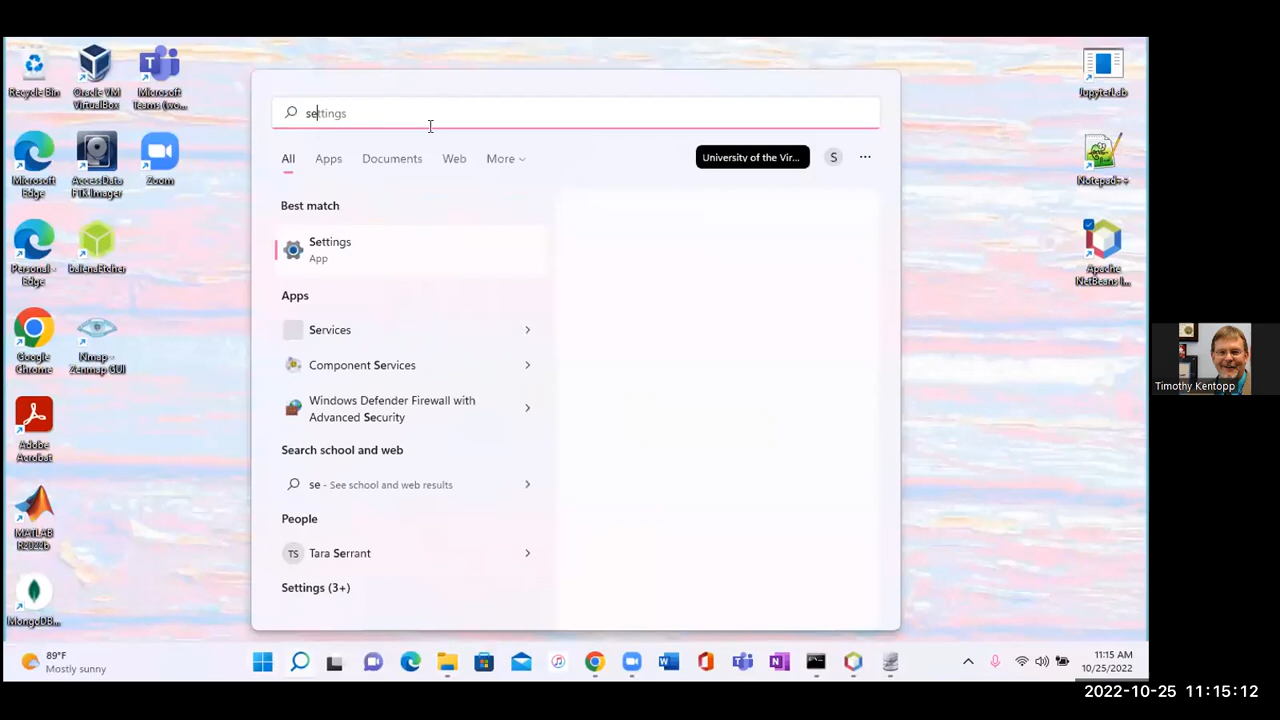 Recycle Bin
Oracle VM
VirtualBox
Microsoft
Teams (wo...
Microsoft
Edge
AccessData
FTK Imager
Zoom
Personal -
Edge
balenaEtcher
Google
Chrome
Nmap -
Zenmap GUI
Adobe
Acrobat
MATLAB
R2022b
MongoDB...
settings
All
Apps
Documents
Web
More
University of the Vir...
S
Best match
Settings
App
Apps
Services
Component Services
Windows Defender Firewall with
Advanced Security
Search school and web
se - See school and web results
People
TS
Tara Serrant
Settings (3+)
JupyterLab
Notepad++
Apache
NetBeans I...
Timothy Kentopp
89°F
Mostly sunny
11:15 AM
10/25/2022
2022-10-25 11:15:12